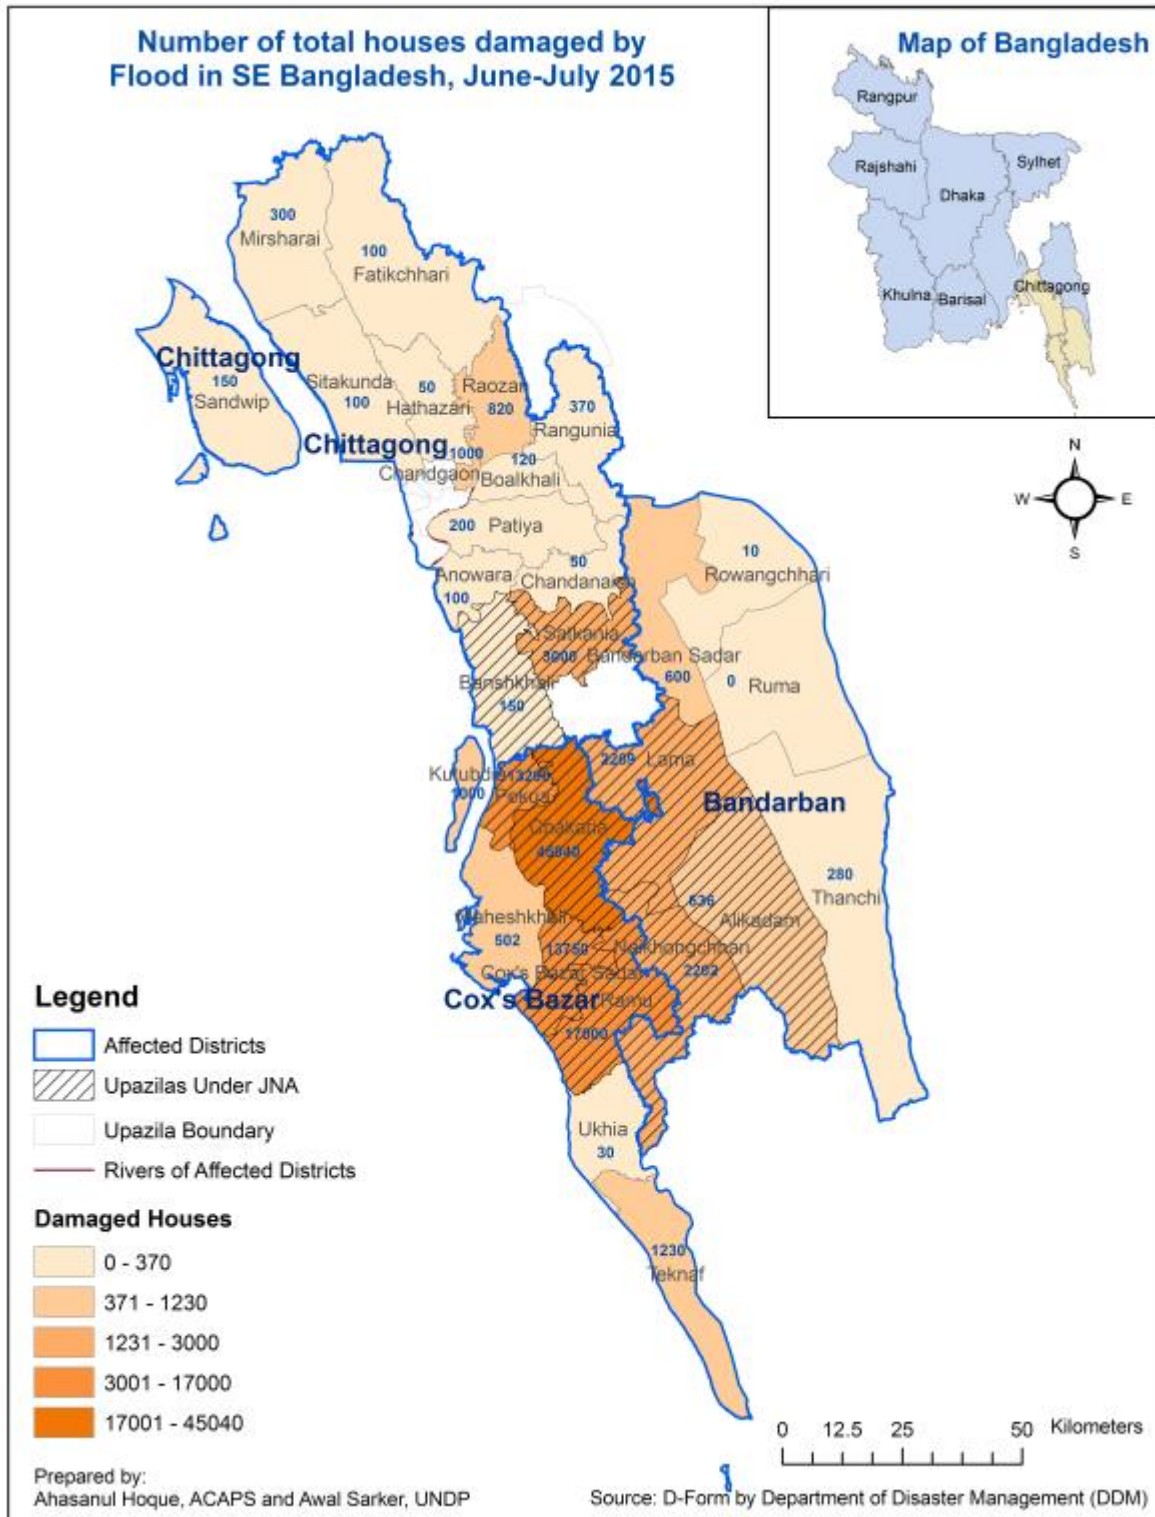 Number of total houses damaged by
Flood in SE Bangladesh, June-July 2015
Map of Bangladesh
Rangpur
Rajshahi
Sylhet
Dhaka
Khulna
Barisal
Chittagong
N
W
E
S
300
Mirsharai
100
Fatikchhari
Chittagong
150
Sandwip
Sitakunda
100
50
Hathazari
Raozan
820
370
Rangunia
Chittagong
1000
Chandgaon
120
Boalkhali
200
Patiya
50
Chandanaish
Anowara
100
10
Rowangchhari
Satkania
3000
Bandarban Sadar
600
0
Ruma
Banshkhali
150
2289
Lama
Kutubdia
1000
Pekua
Bandarban
280
Thanchi
636
Alikadam
Maheshkhali
502
13750
Cox's Bazar Sadar
Naikhongchhari
2262
Cox's Bazar
Ramu
17000
Ukhia
30
1230
Teknaf
Legend
Affected Districts
Upazilas Under JNA
Upazila Boundary
Rivers of Affected Districts
Damaged Houses
0 - 370
371 - 1230
1231 - 3000
3001 - 17000
17001 - 45040
0 12.5 25 50 Kilometers
Prepared by:
Ahasanul Hoque, ACAPS and Awal Sarker, UNDP
Source: D-Form by Department of Disaster Management (DDM)